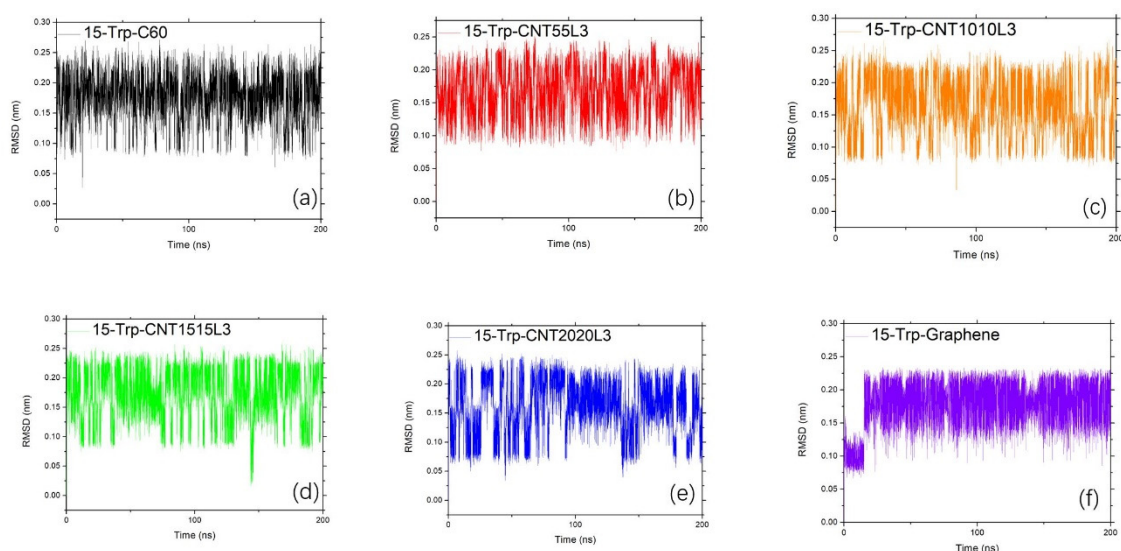 15-Trp-C60
RMSD (nm)
0.30
0.25
0.20
0.15
0.10
0.05
0.00
0
100
200
Time (ns)
(a)
15-Trp-CNT55L3
RMSD (nm)
0.30
0.25
0.20
0.15
0.10
0.05
0.00
0
100
200
Time (ns)
(b)
15-Trp-CNT1010L3
RMSD (nm)
0.30
0.25
0.20
0.15
0.10
0.05
0.00
0
100
200
Time (ns)
(c)
15-Trp-CNT1515L3
RMSD (nm)
0.30
0.25
0.20
0.15
0.10
0.05
0.00
0
100
200
Time (ns)
(d)
15-Trp-CNT2020L3
RMSD (nm)
0.30
0.25
0.20
0.15
0.10
0.05
0.00
0
100
200
Time (ns)
(e)
15-Trp-Graphene
RMSD (nm)
0.30
0.25
0.20
0.15
0.10
0.05
0.00
0
100
200
Time (ns)
(f)